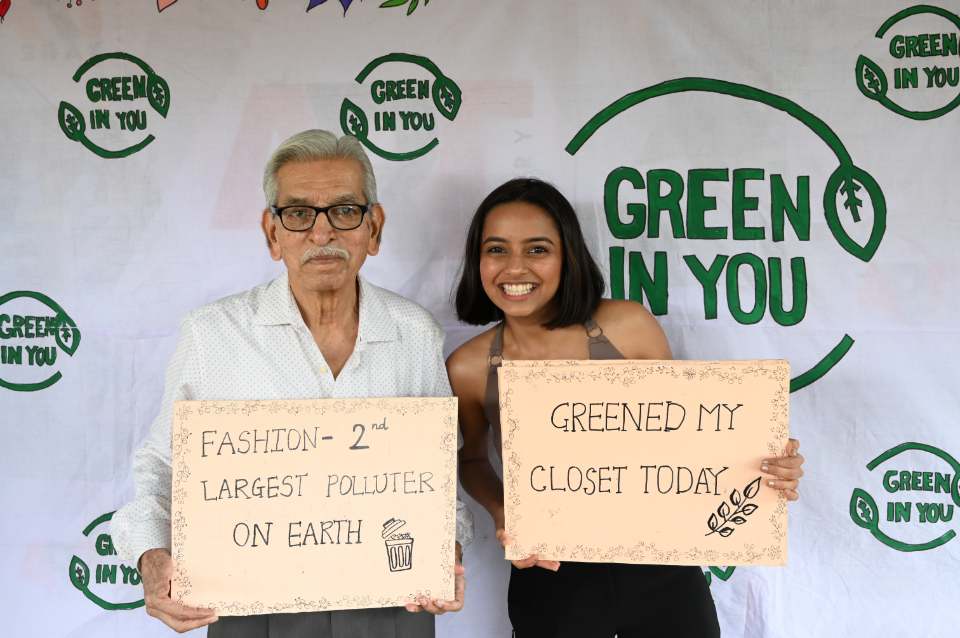 GREEN
IN YOU
GREEN
IN YOU
GREEN
IN YOU
GREEN
IN YOU
GREEN
IN YOU
FASHION- 2nd
LARGEST POLLUTER
ON EARTH
GREENED MY
CLOSET TODAY
GREEN
IN YOU
GREEN
IN YOU